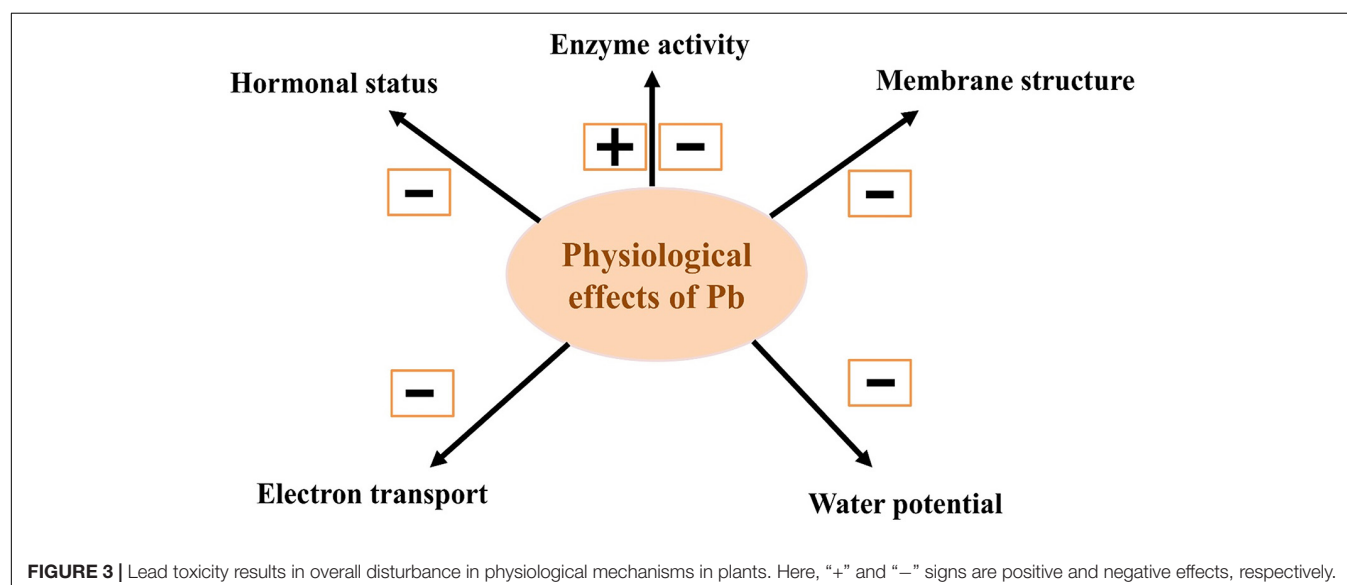 Enzyme activity
Hormonal status
Membrane structure
+ −
−
−
Physiological
effects of Pb
−
−
Electron transport
Water potential
FIGURE 3 | Lead toxicity results in overall disturbance in physiological mechanisms in plants. Here, “+” and “−” signs are positive and negative effects, respectively.